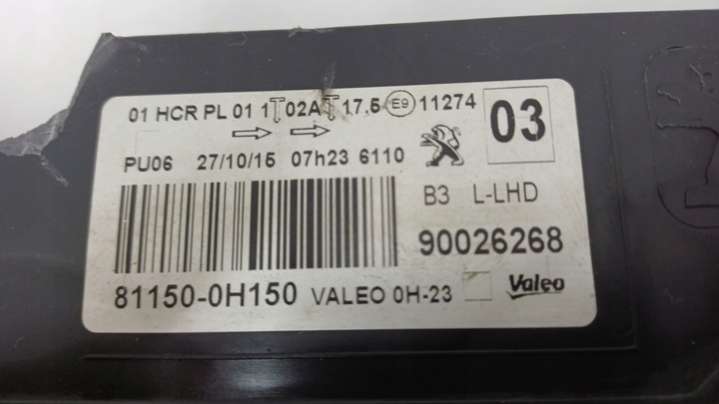 01 HCR PL 01 1T 02A T 17.5 E9 11274
03
PU06 27/10/15 07h23 6110
B3 L-LHD
90026268
81150-0H150 VALEO 0H-23
Valeo